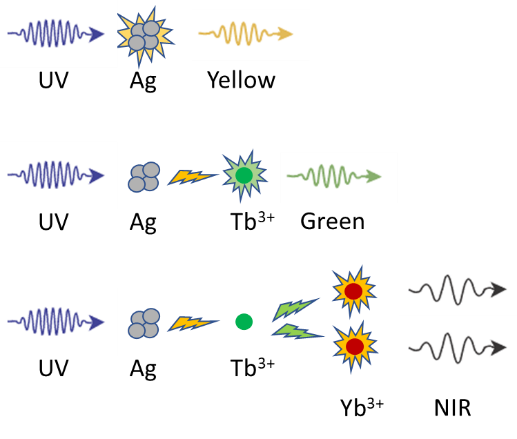 UV Ag Yellow
UV Ag Tb³⁺ Green
UV Ag Tb³⁺
Yb³⁺ NIR